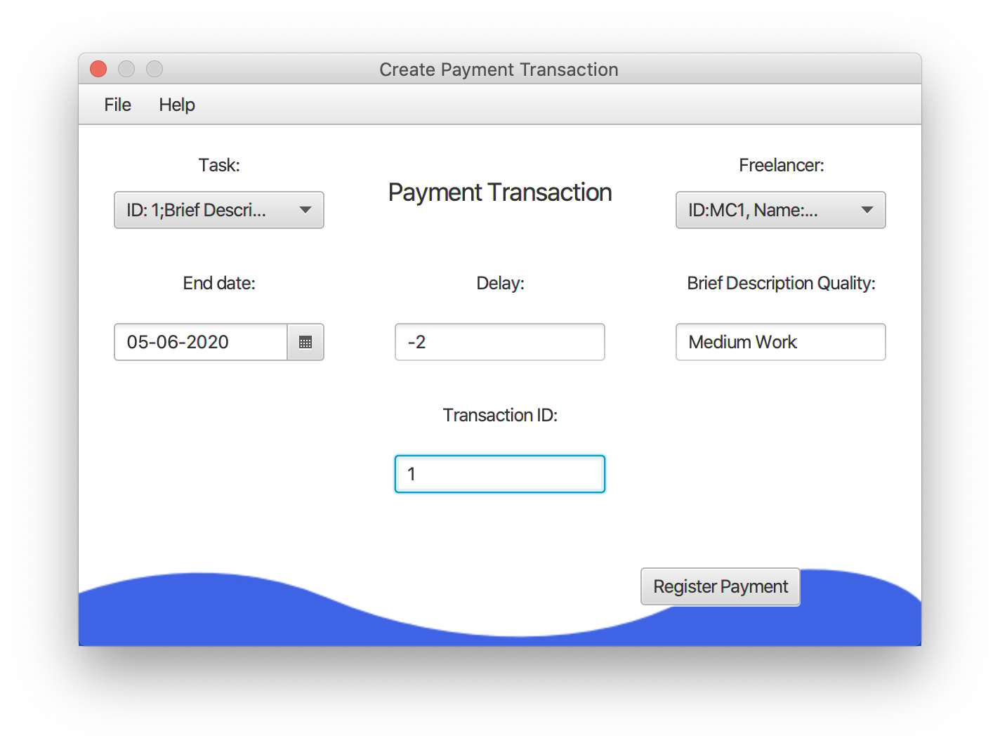 Create Payment Transaction
File Help
Task:
Payment Transaction
Freelancer:
ID: 1;Brief Descri...
ID:MC1, Name:...
End date:
Delay:
Brief Description Quality:
05-06-2020
-2
Medium Work
Transaction ID:
1
Register Payment